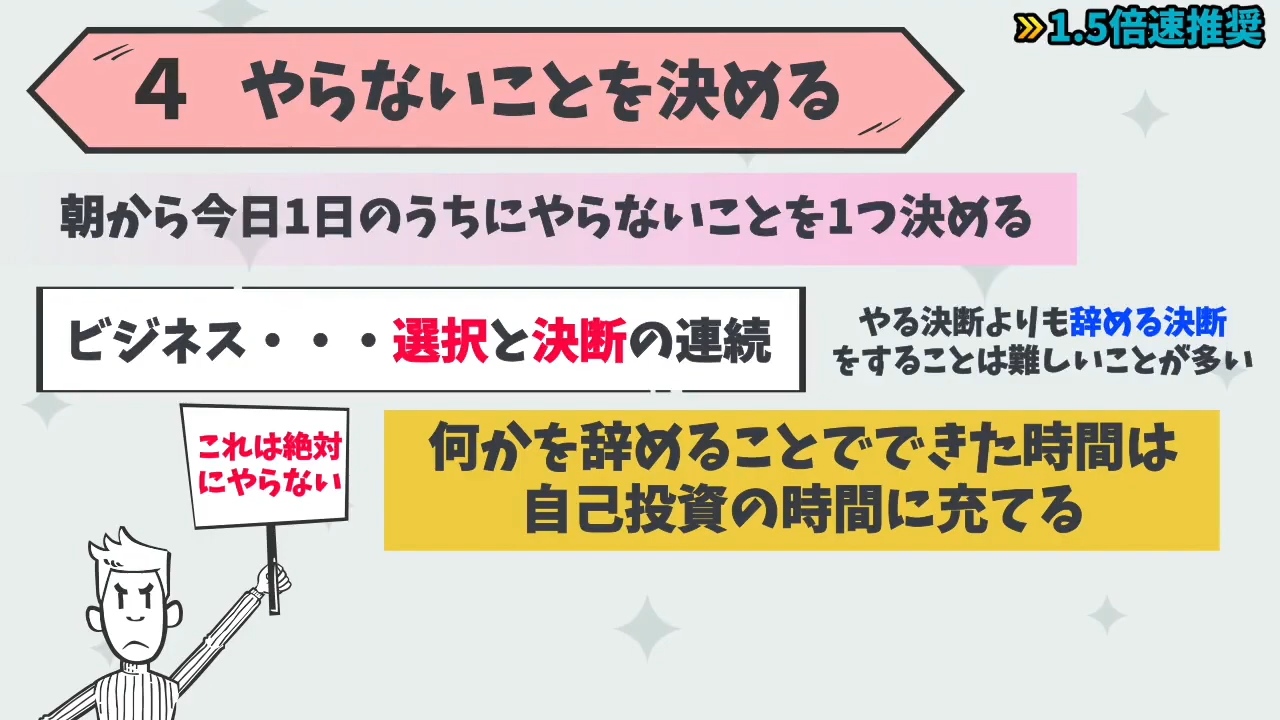 »1.5倍速推奨
4 やらないことを決める
朝から今日1日のうちにやらないことを1つ決める
ビジネス・・・選択と決断の連続
やる決断よりも辞める決断
をすることは難しいことが多い
これは絶対
にやらない
何かを辞めることでできた時間は
自己投資の時間に充てる